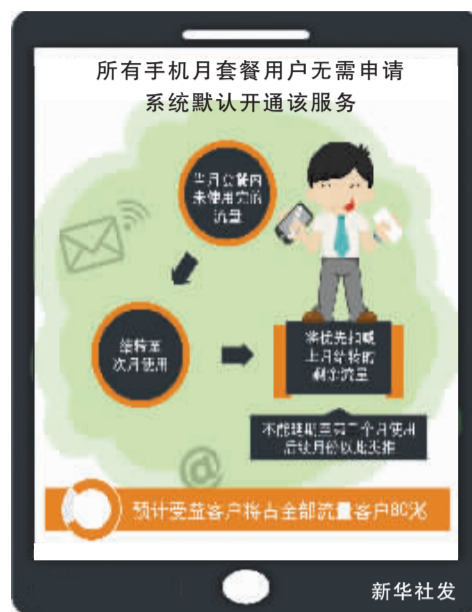 所有手机月套餐用户无需申请
系统默认开通该服务
当月套餐内
未使用完的
流量
结转至
次月使用
将优先扣减
上月结转的
剩余流量
不能延期至第二个月使用
后续月份以此类推
预计受益客户将占全部流量客户80%
新华社发